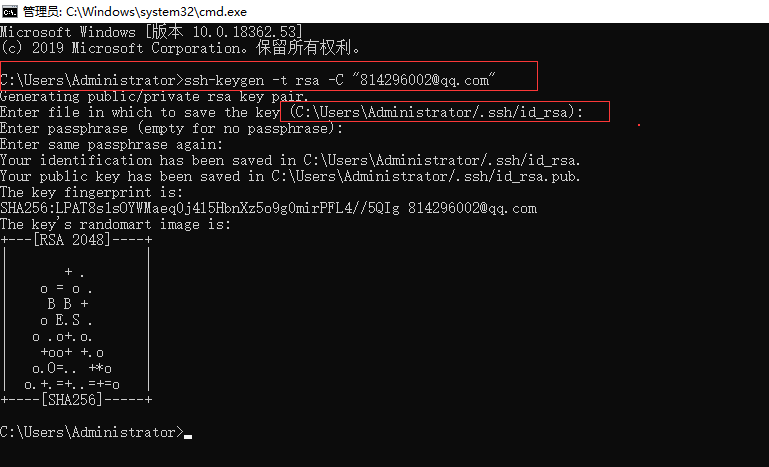 管理员: C:\Windows\system32\cmd.exe
Microsoft Windows [版本 10.0.18362.53]
(c) 2019 Microsoft Corporation。保留所有权利。
C:\Users\Administrator>ssh-keygen -t rsa -C "814296002@qq.com"
Generating public/private rsa key pair.
Enter file in which to save the key (C:\Users\Administrator/.ssh/id_rsa):
Enter passphrase (empty for no passphrase):
Enter same passphrase again:
Your identification has been saved in C:\Users\Administrator/.ssh/id_rsa.
Your public key has been saved in C:\Users\Administrator/.ssh/id_rsa.pub.
The key fingerprint is:
SHA256:LPAT8s1sOYWMaeq0j415HbnXz5o9g0mirPFL4//5QIg 814296002@qq.com
The key's randomart image is:
+---[RSA 2048]----+
|                 |
|       + .       |
|    o = o .      |
|     B B +       |
|    o E.S .      |
|   o .o+.o.      |
|    +oo+ +.o     |
|   o.O=.. +*o    |
|  o.+.=+..=+=o   |
+----[SHA256]-----+
C:\Users\Administrator>